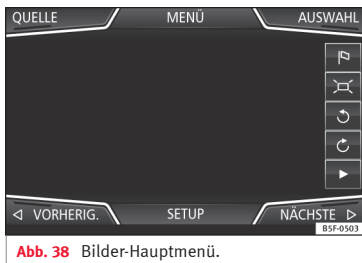 QUELLE MENÜ AUSWAHL
◁ VORHERIG. SETUP NÄCHSTE ▷
B5F-0503
Abb. 38 Bilder-Hauptmenü.